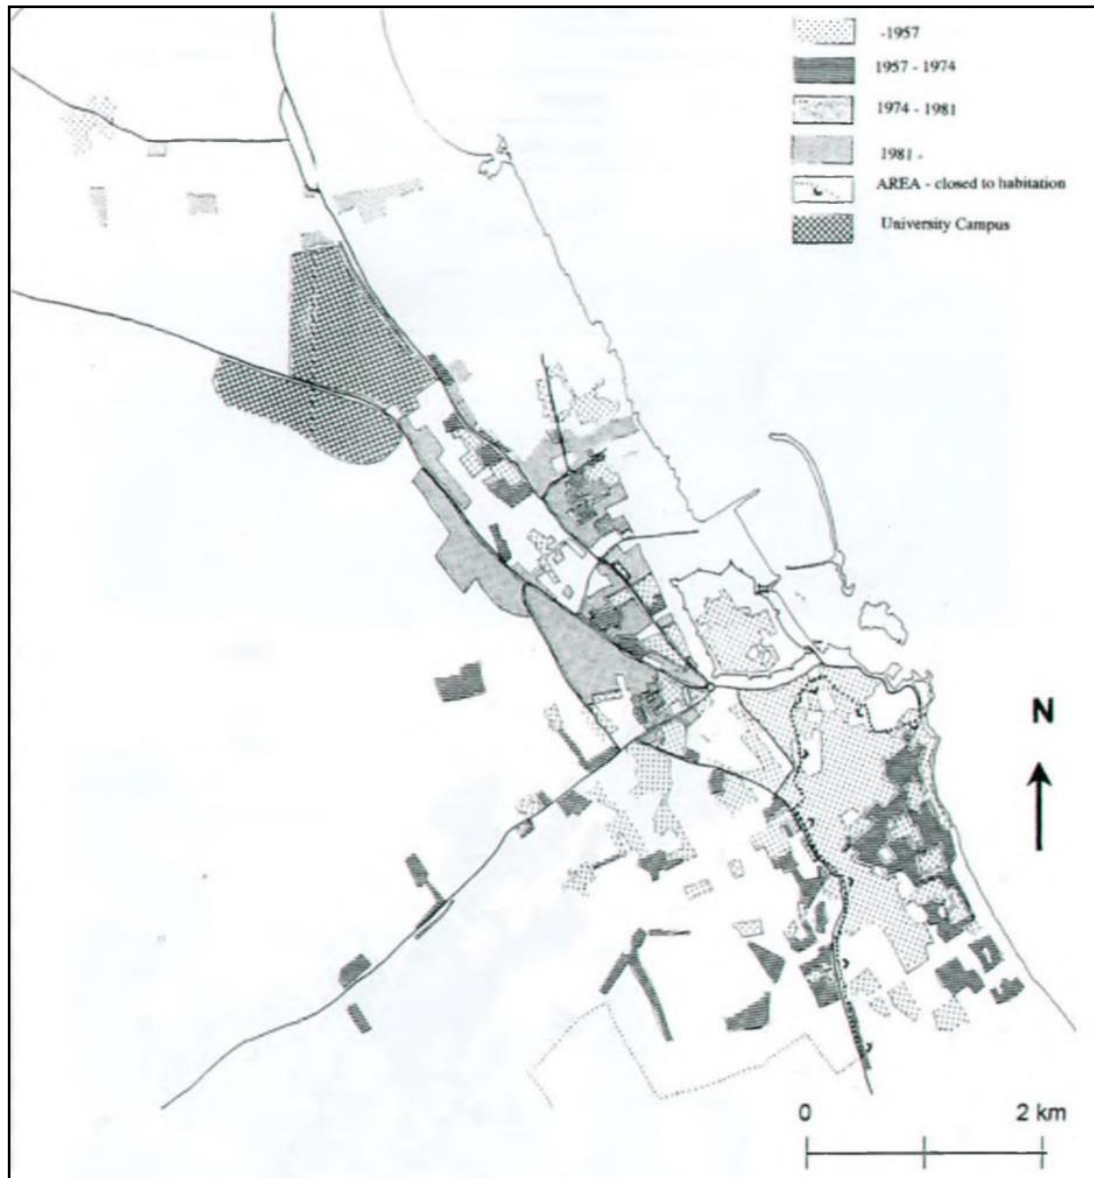 -1957
1957 - 1974
1974 - 1981
1981 -
AREA - closed to habitation
University Campus
N
0 2 km